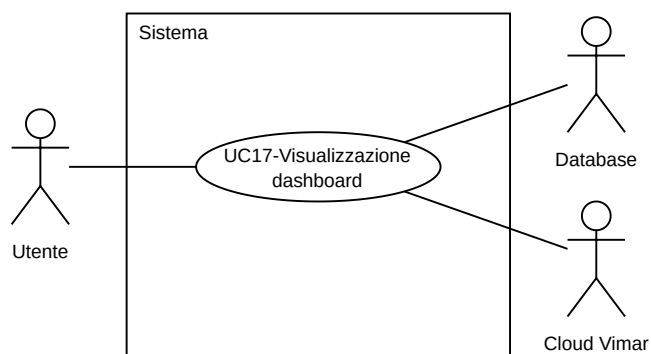 Sistema
UC17-Visualizzazione
dashboard
Utente
Database
Cloud Vimar